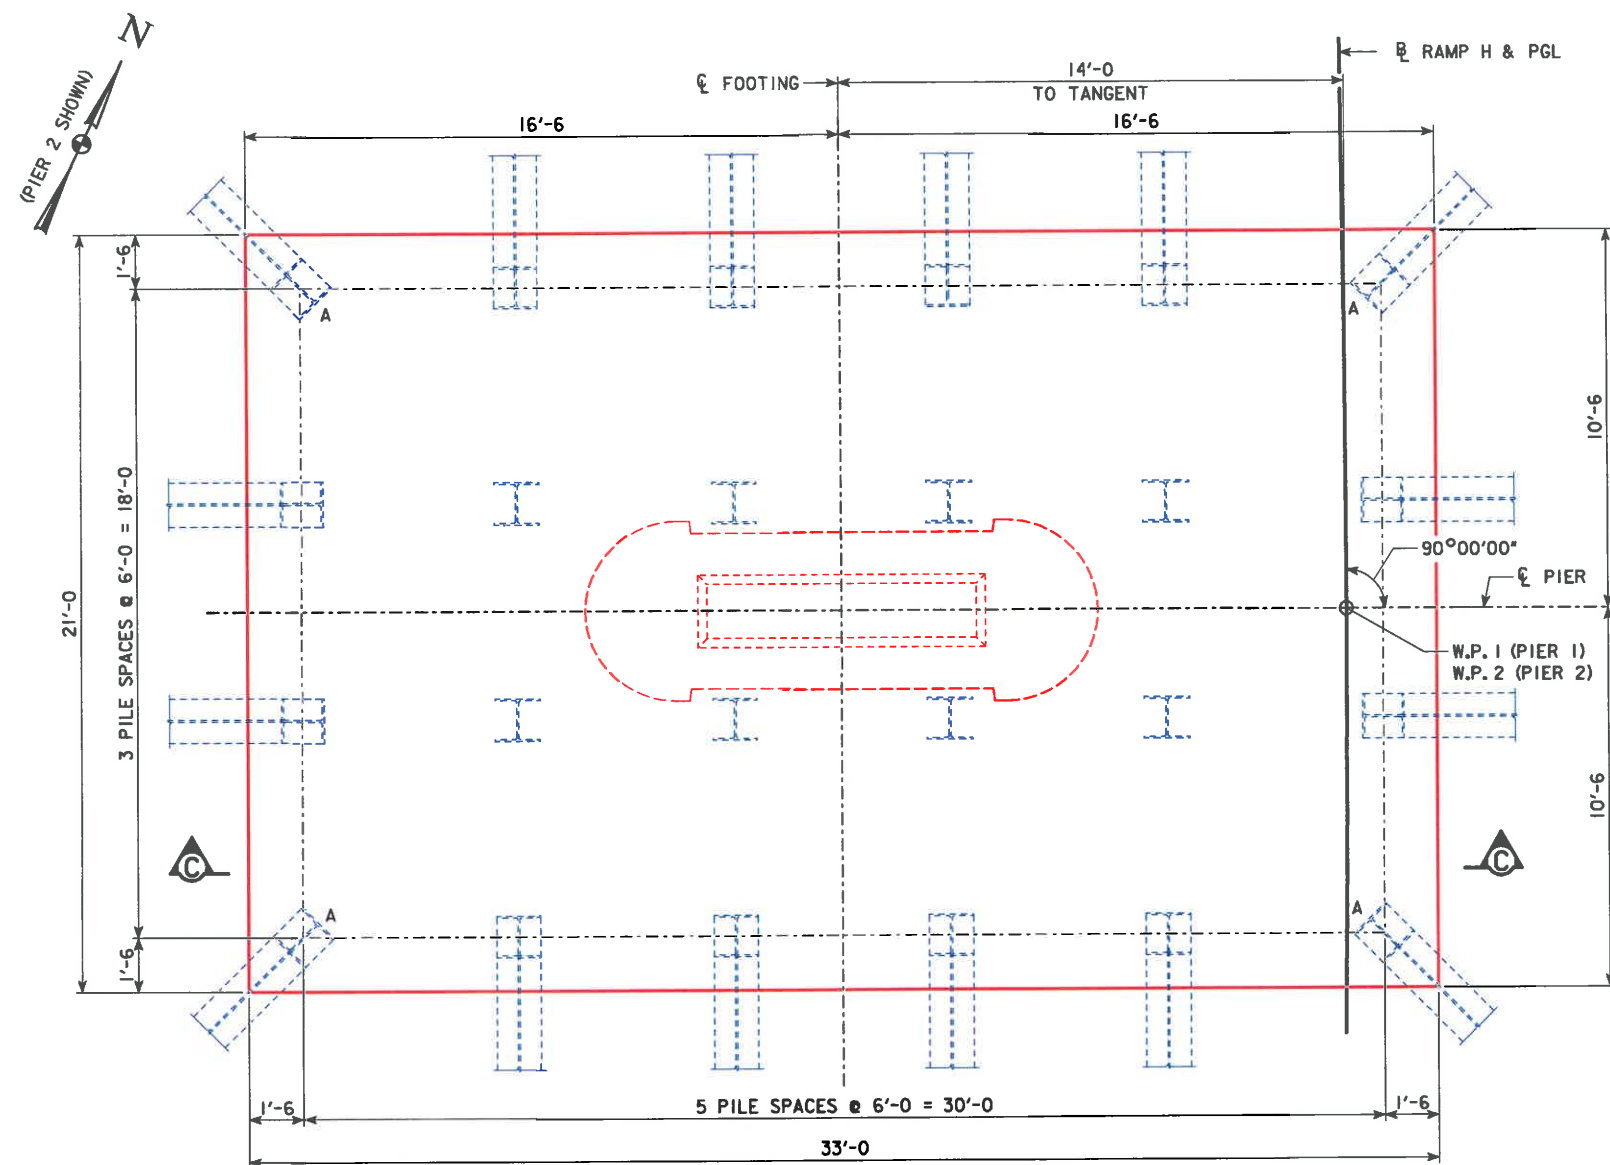 N
(PIER 2 SHOWN)
℄ FOOTING
14'-0
TO TANGENT
B̲L RAMP H & PGL
16'-6
16'-6
1'-6
A
A
21'-0
3 PILE SPACES @ 6'-0 = 18'-0
10'-6
90°00'00"
℄ PIER
W.P. 1 (PIER 1)
W.P. 2 (PIER 2)
10'-6
C
C
A
A
1'-6
1'-6
5 PILE SPACES @ 6'-0 = 30'-0
1'-6
33'-0